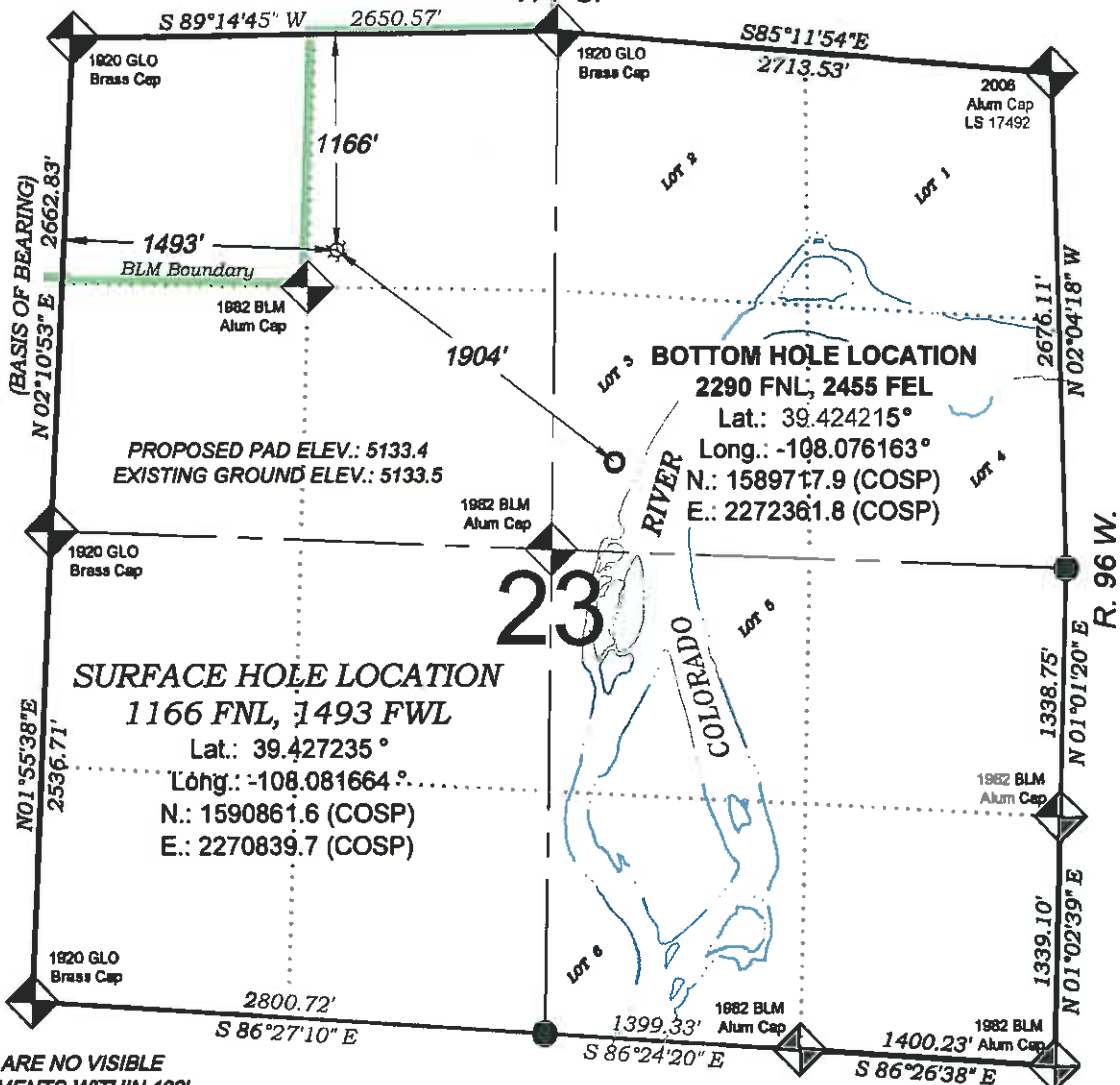 S 89°14'45" W 2650.57'
S85°11'54"E
2713.53'
1920 GLO
Brass Cap
1920 GLO
Brass Cap
2006
Alum Cap
LS 17492
1166'
LOT 2
LOT 1
(BASIS OF BEARING)
N 02°10'53" E 2662.83'
1493'
BLM Boundary
1982 BLM
Alum Cap
2676.11'
N 02°04'18" W
1904'
LOT 3
BOTTOM HOLE LOCATION
2290 FNL, 2455 FEL
Lat.: 39.424215°
Long.: -108.076163°
N.: 1589717.9 (COSP)
E.: 2272361.8 (COSP)
LOT 4
PROPOSED PAD ELEV.: 5133.4
EXISTING GROUND ELEV.: 5133.5
1982 BLM
Alum Cap
COLORADO RIVER
R. 96 W.
1920 GLO
Brass Cap
23
LOT 5
SURFACE HOLE LOCATION
1166 FNL, 1493 FWL
Lat.: 39.427235 °
Long.: -108.081664 °
N.: 1590861.6 (COSP)
E.: 2270839.7 (COSP)
N01°55'38"E
2536.71'
1338.75'
N 01°01'20" E
1982 BLM
Alum Cap
1339.10'
N 01°02'39" E
LOT 6
1920 GLO
Brass Cap
2800.72'
S 86°27'10" E
1399.33'
S 86°24'20" E
1982 BLM
Alum Cap
1400.23'
S 86°26'38" E
1982 BLM
Alum Cap
ARE NO VISIBLE